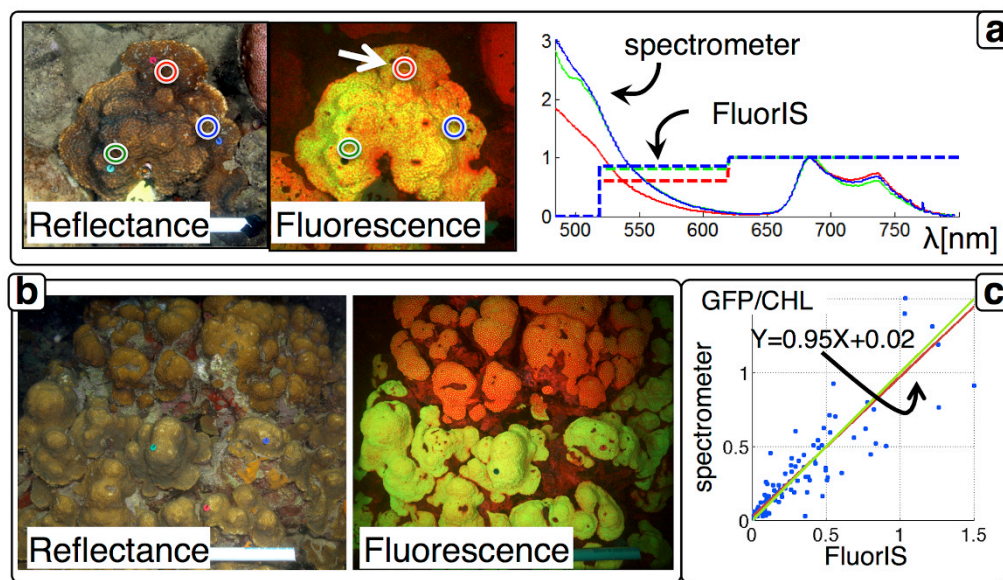 a
Reflectance
Fluorescence
spectrometer
FluorIS
3
2
1
0
500 550 600 650 700 750
λ[nm]
b
Reflectance
Fluorescence
c
GFP/CHL
Y=0.95X+0.02
spectrometer
1
0.5
0
0 0.5 1 1.5
FluorIS